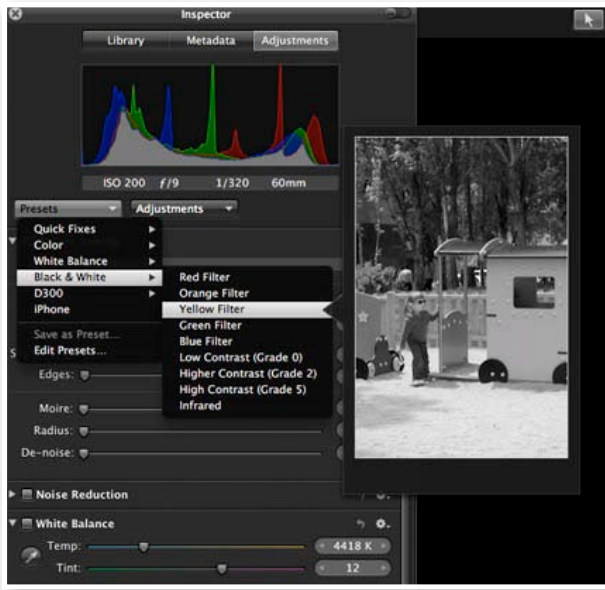 Inspector
Library Metadata Adjustments
ISO 200 f/9 1/320 60mm
Presets Adjustments
Quick Fixes
Color
White Balance
Black & White
D300
iPhone
Save as Preset...
Edit Presets...
Red Filter
Orange Filter
Yellow Filter
Green Filter
Blue Filter
Low Contrast (Grade 0)
Higher Contrast (Grade 2)
High Contrast (Grade 5)
Infrared
Edges:
Moire:
Radius:
De-noise:
Noise Reduction
White Balance
Temp: 4418 K
Tint: 12